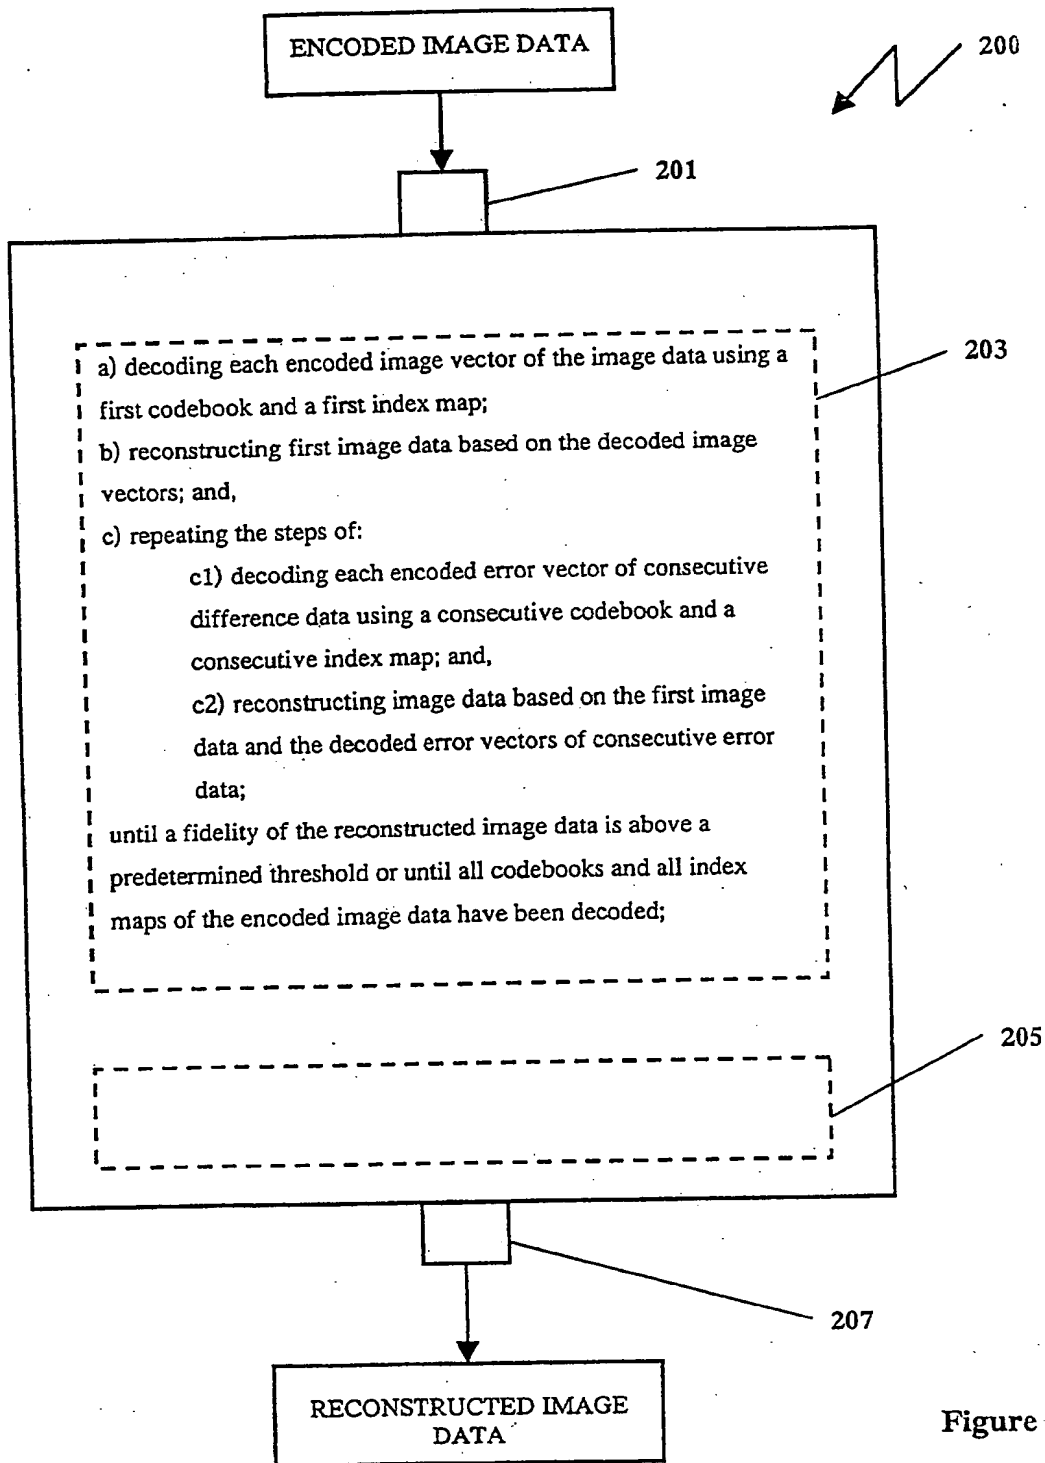 ENCODED IMAGE DATA
200
201
a) decoding each encoded image vector of the image data using a
first codebook and a first index map;
203
b) reconstructing first image data based on the decoded image
vectors; and,
c) repeating the steps of:
c1) decoding each encoded error vector of consecutive
difference data using a consecutive codebook and a
consecutive index map; and,
c2) reconstructing image data based on the first image
data and the decoded error vectors of consecutive error
data;
until a fidelity of the reconstructed image data is above a
predetermined threshold or until all codebooks and all index
maps of the encoded image data have been decoded;
205
207
RECONSTRUCTED IMAGE
DATA
Figure